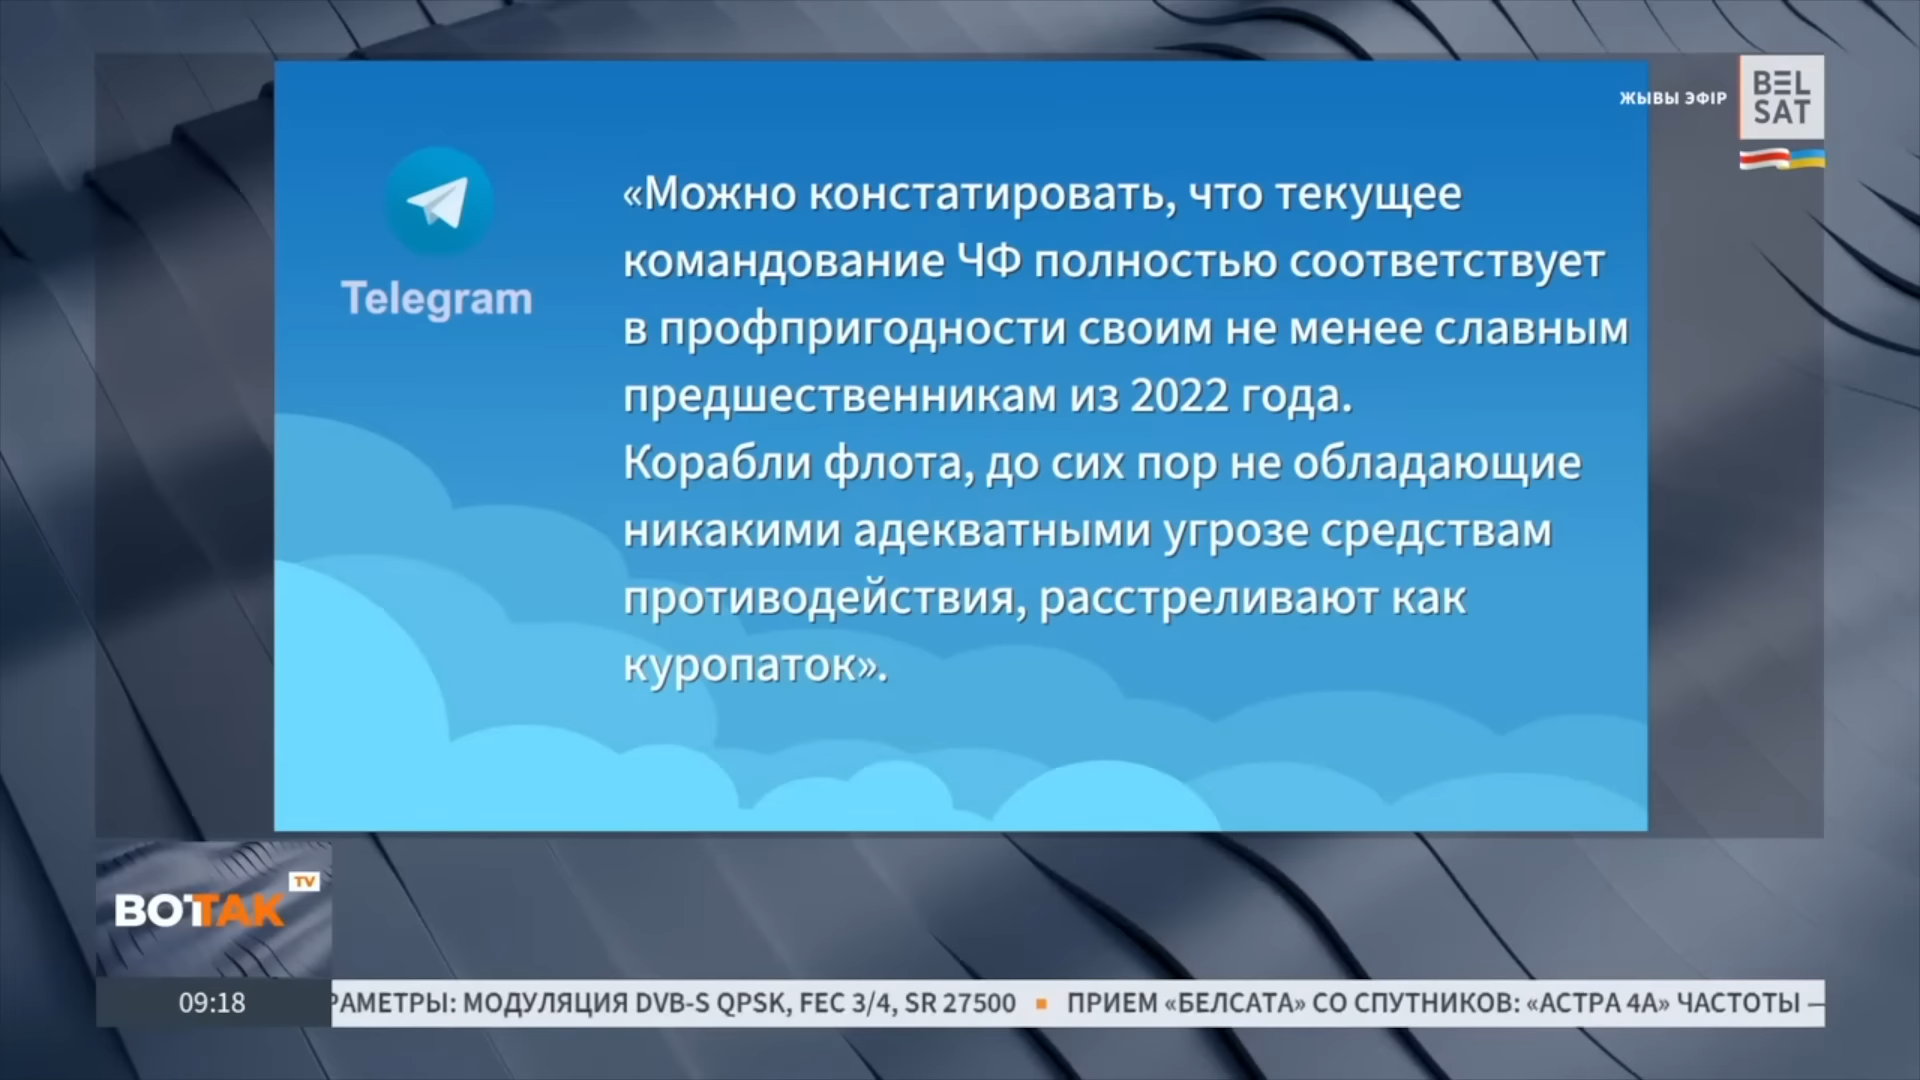 ЖЫВЫ ЭФІР
BEL
SAT
Telegram
«Можно констатировать, что текущее
командование ЧФ полностью соответствует
в профпригодности своим не менее славным
предшественникам из 2022 года.
Корабли флота, до сих пор не обладающие
никакими адекватными угрозе средствам
противодействия, расстреливают как
куропаток».
ВОТТАК TV
09:18
РАМЕТРЫ: МОДУЛЯЦИЯ DVB-S QPSK, FEC 3/4, SR 27500 ▪ ПРИЕМ «БЕЛСАТА» СО СПУТНИКОВ: «АСТРА 4А» ЧАСТОТЫ —